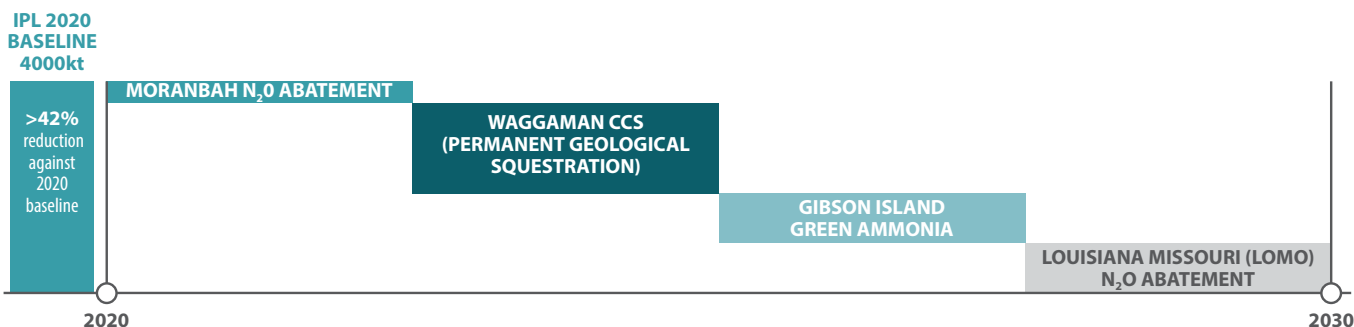 IPL 2020
BASELINE
4000kt
>42%
reduction
against
2020
baseline
MORANBAH N₂0 ABATEMENT
WAGGAMAN CCS
(PERMANENT GEOLOGICAL
SQUESTRATION)
GIBSON ISLAND
GREEN AMMONIA
LOUISIANA MISSOURI (LOMO)
N₂O ABATEMENT
2020
2030